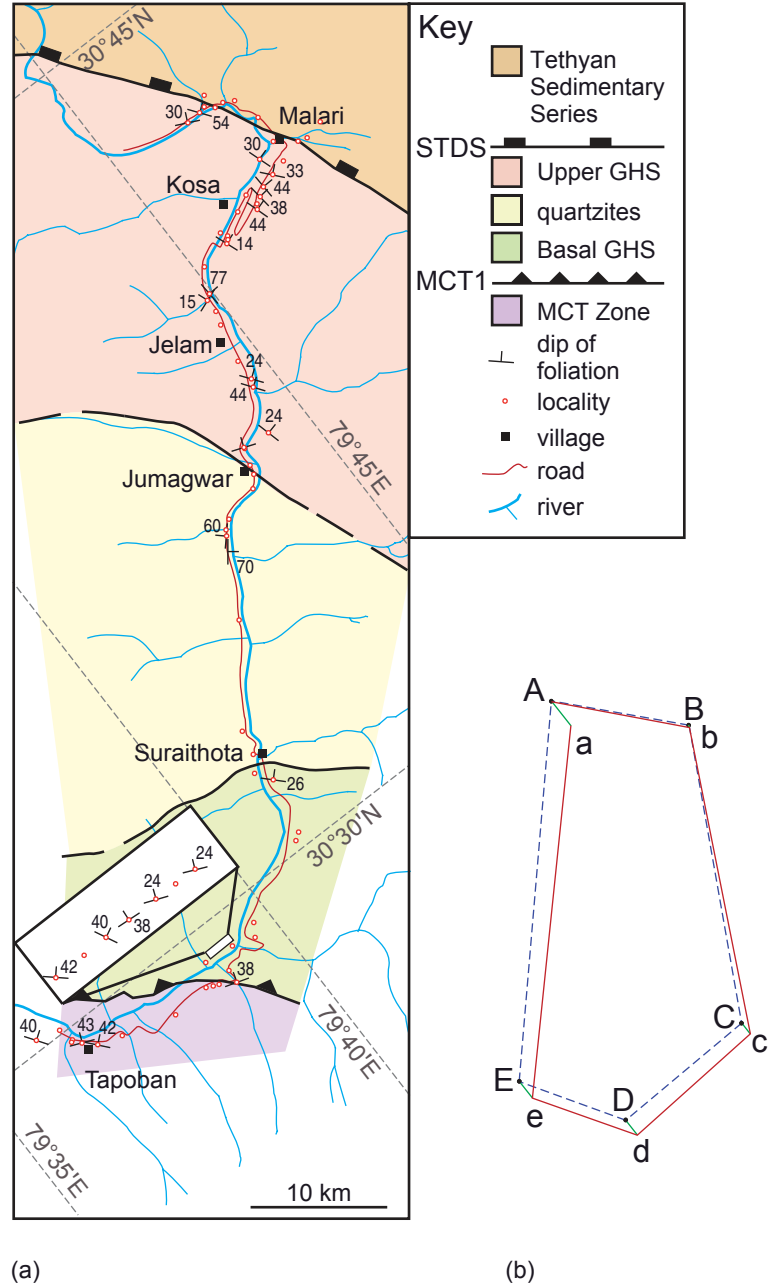 30°45'N
30
54
Malari
30
33
Kosa
44
38
44
14
77
15
Jelam
24
44
24
79°45'E
Jumagwar
60
70
Suraithota
26
30°30'N
24
24
40
38
42
38
40
43
42
Tapoban
79°40'E
79°35'E
10 km
(a)
Key
Tethyan
Sedimentary
Series
STDS
Upper GHS
quartzites
Basal GHS
MCT1
MCT Zone
dip of
foliation
locality
village
road
river
A
B
a
b
C
c
E
D
e
d
(b)